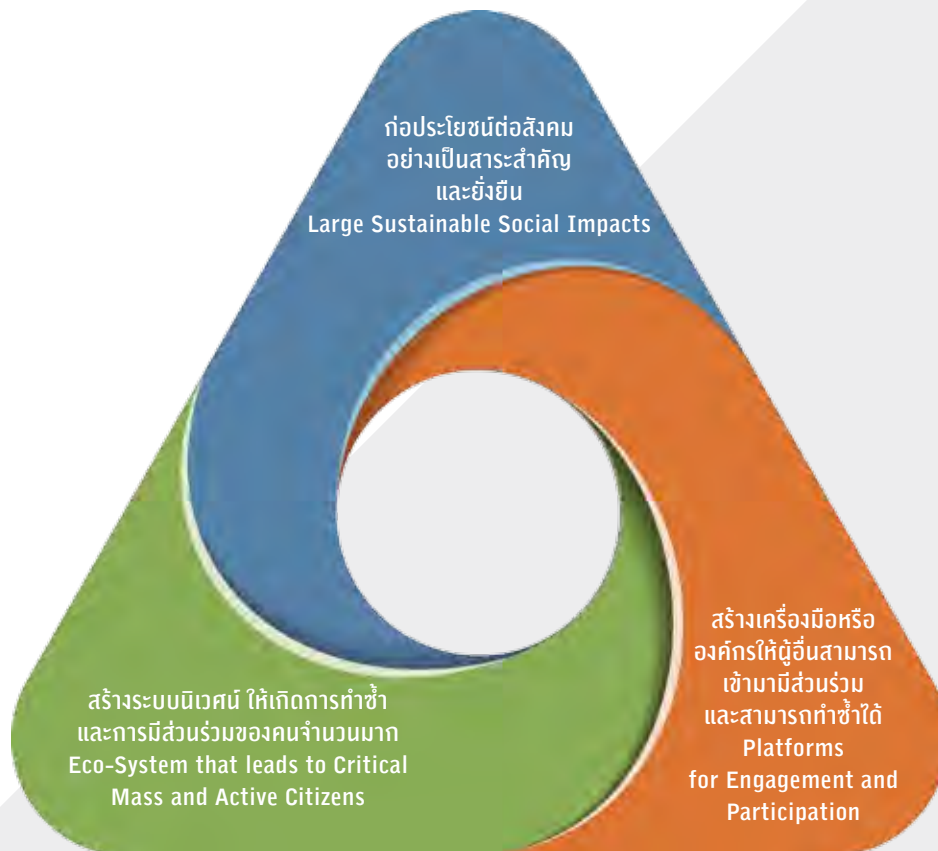 ก่อประโยชน์ต่อสังคม
อย่างเป็นสาระสำคัญ
และยั่งยืน
Large Sustainable Social Impacts
สร้างเครื่องมือหรือ
องค์กรให้ผู้อื่นสามารถ
เข้ามามีส่วนร่วม
และสามารถทำซ้ำได้
Platforms
for Engagement and
Participation
สร้างระบบนิเวศน์ ให้เกิดการทำซ้ำ
และการมีส่วนร่วมของคนจำนวนมาก
Eco-System that leads to Critical
Mass and Active Citizens